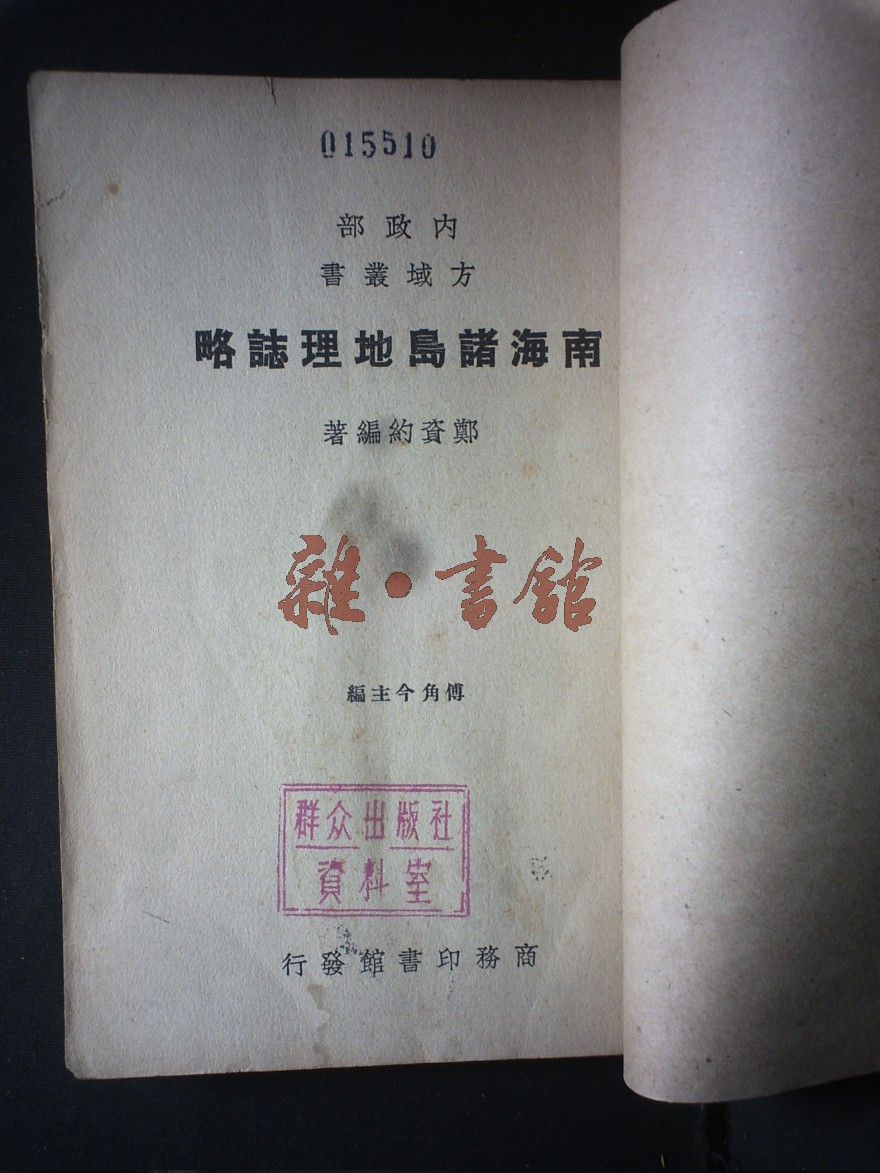 015510
內政部
方域叢書
南海諸島地理誌略
鄭資約編著
雜·書館
傅角今主編
群众出版社
資料室
商務印書館發行